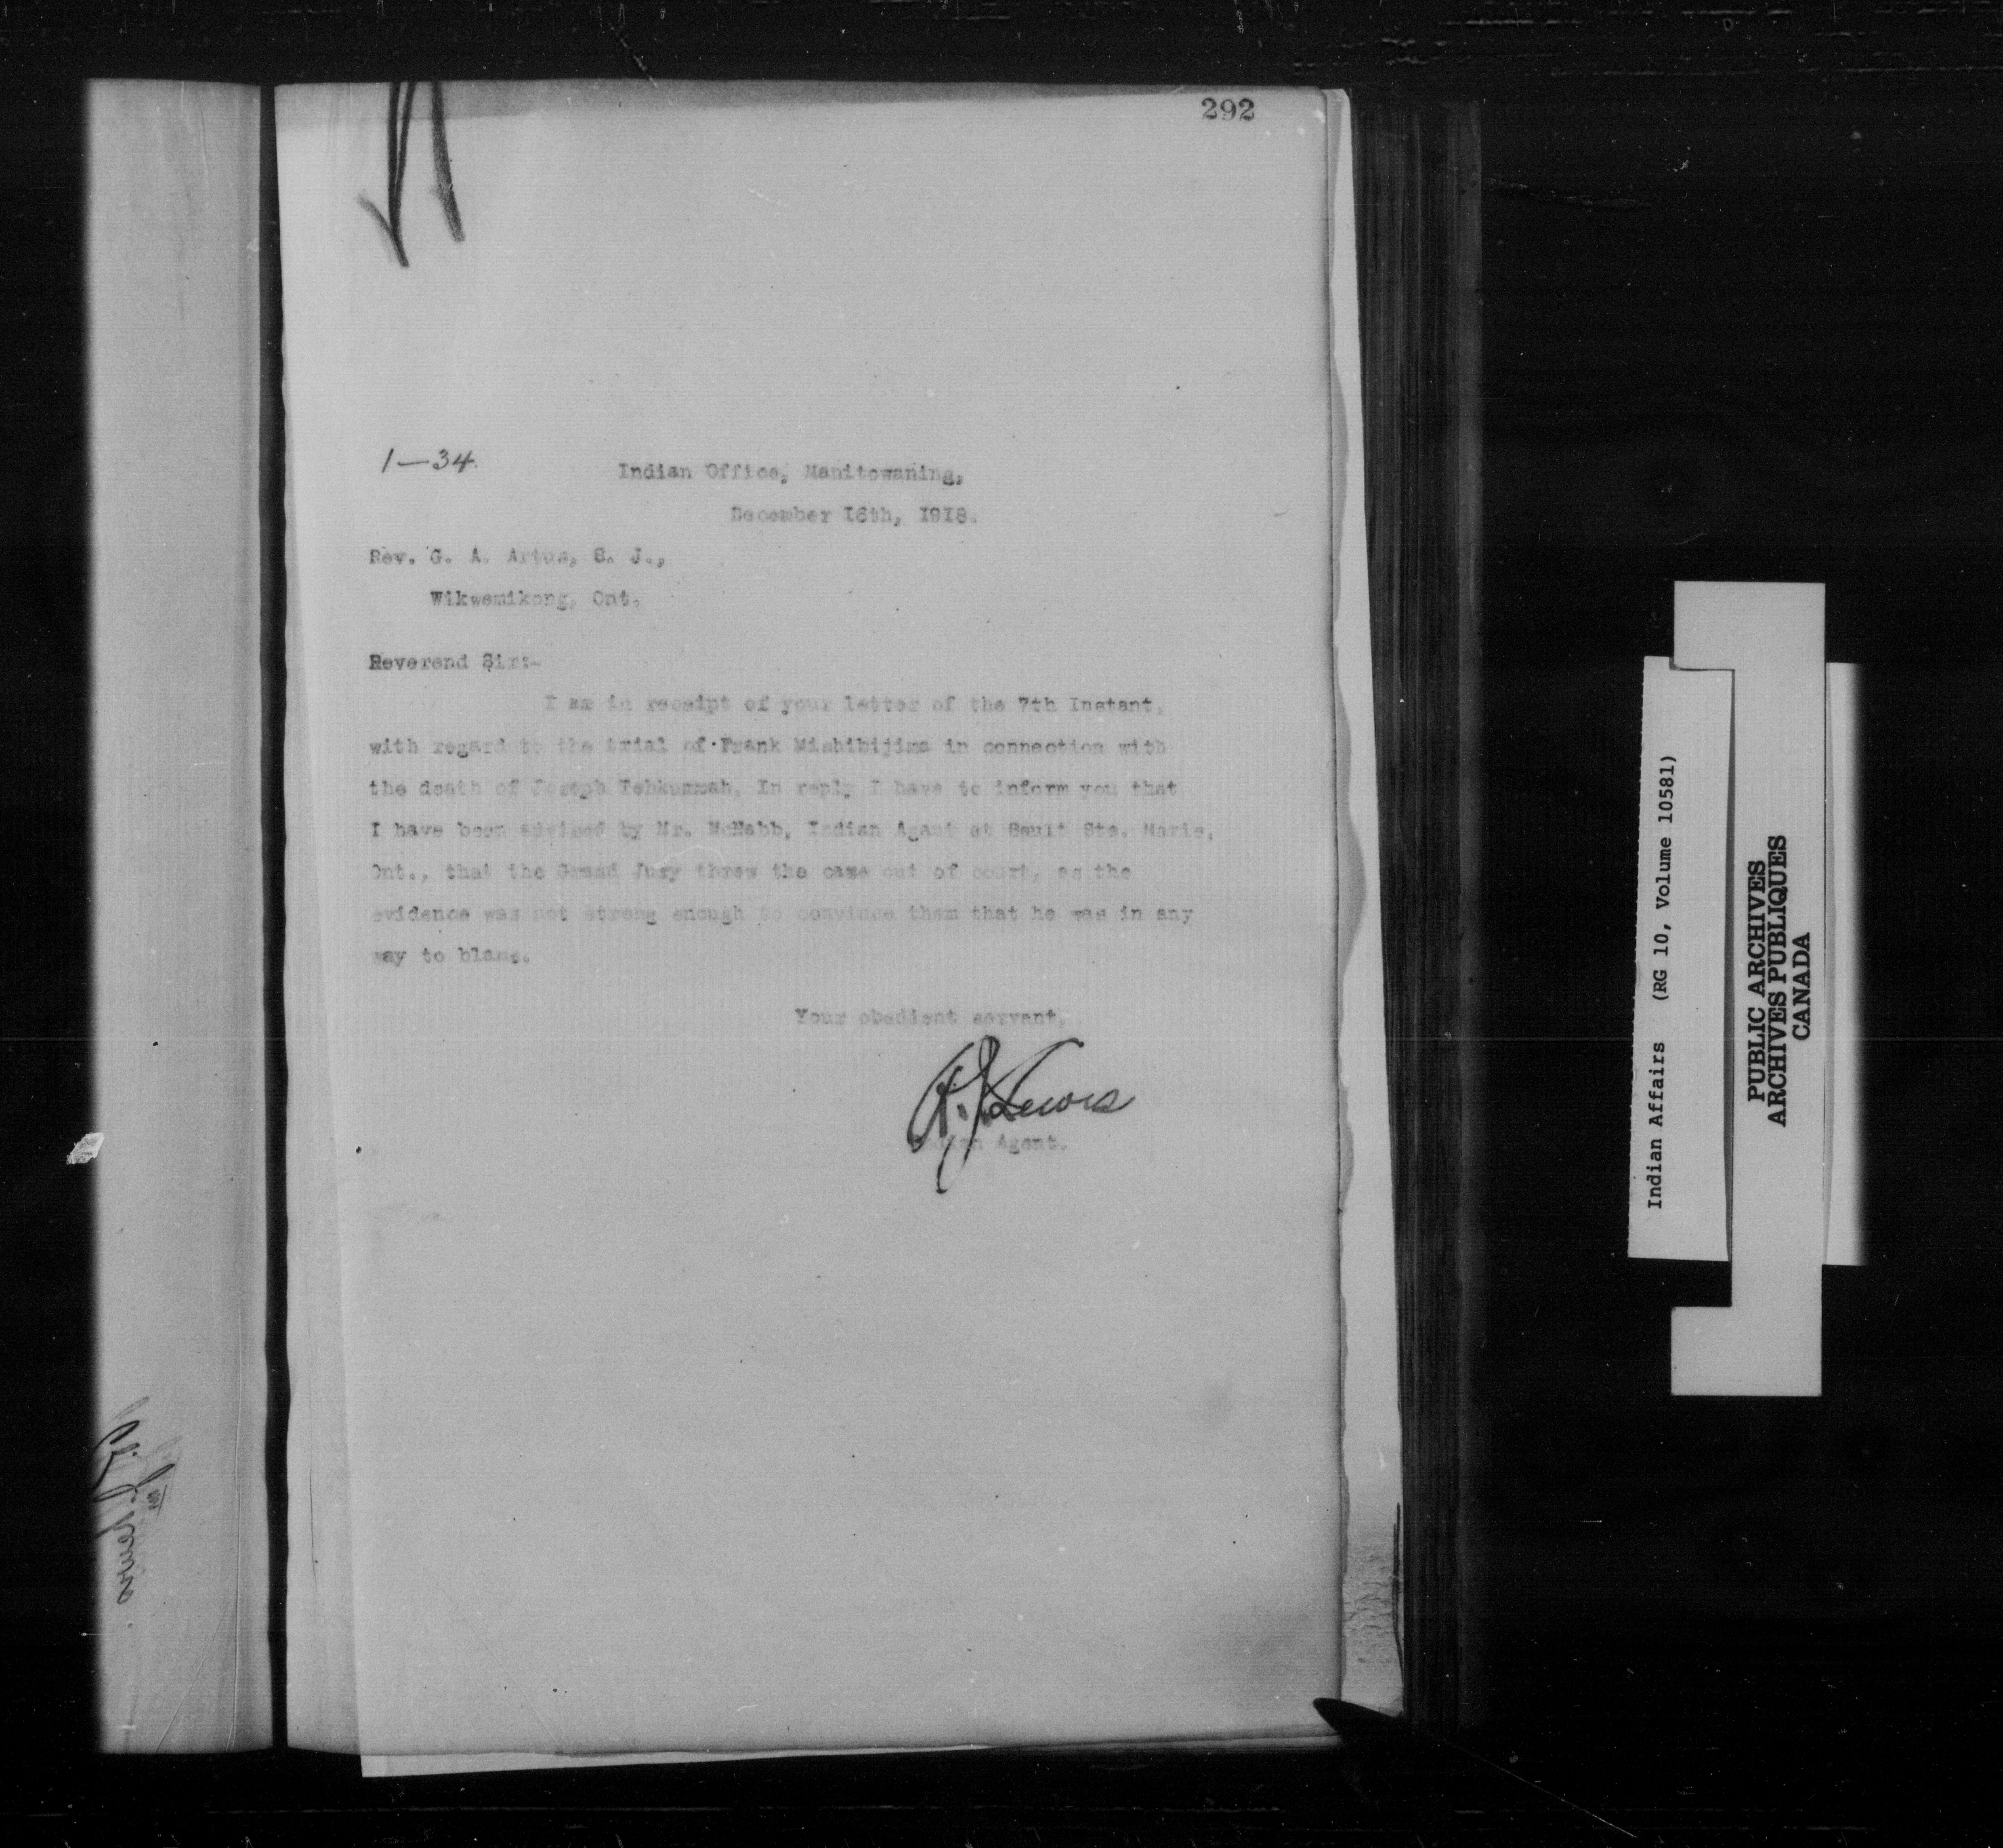 292
1—34.
Indian Office, Manitowaning,
December 16th, 1918.
Rev. G. A. Artus, S. J.,
Wikwemikong, Ont.
Reverend Sir:-
I am in receipt of your letter of the 7th Instant,
with regard to the trial of Frank Mishibijima in connection with
the death of Joseph Tehkummah. In reply I have to inform you that
I have been advised by Mr. McNabb, Indian Agent at Sault Ste. Marie,
Ont., that the Grand Jury threw the case out of court, as the
evidence was not strong enough to convince them that he was in any
way to blame.
Your obedient servant,
R. J. Lewis
Indian Agent.
Indian Affairs (RG 10, Volume 10581)
PUBLIC ARCHIVES
ARCHIVES PUBLIQUES
CANADA